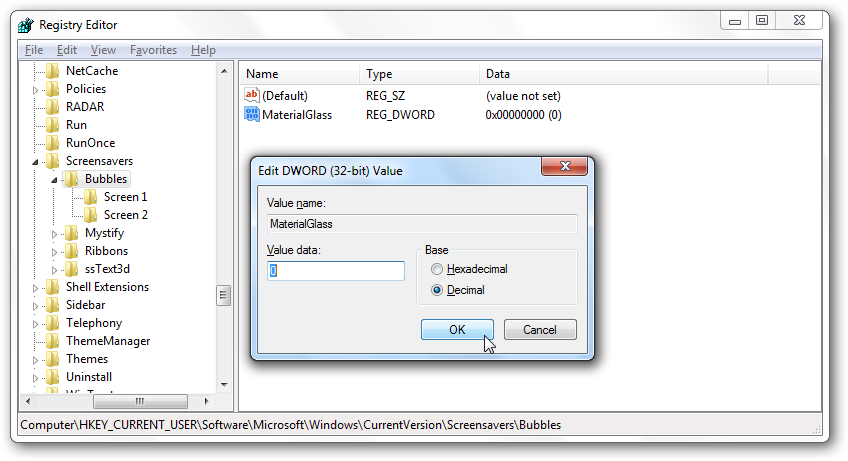 Registry Editor
File Edit View Favorites Help
NetCache
Policies
RADAR
Run
RunOnce
Screensavers
Bubbles
Screen 1
Screen 2
Mystify
Ribbons
ssText3d
Shell Extensions
Sidebar
Telephony
ThemeManager
Themes
Uninstall
Name Type Data
ab (Default) REG_SZ (value not set)
MaterialGlass REG_DWORD 0x00000000 (0)
Edit DWORD (32-bit) Value
Value name:
MaterialGlass
Value data:
0
Base
Hexadecimal
Decimal
OK Cancel
Computer\HKEY_CURRENT_USER\Software\Microsoft\Windows\CurrentVersion\Screensavers\Bubbles